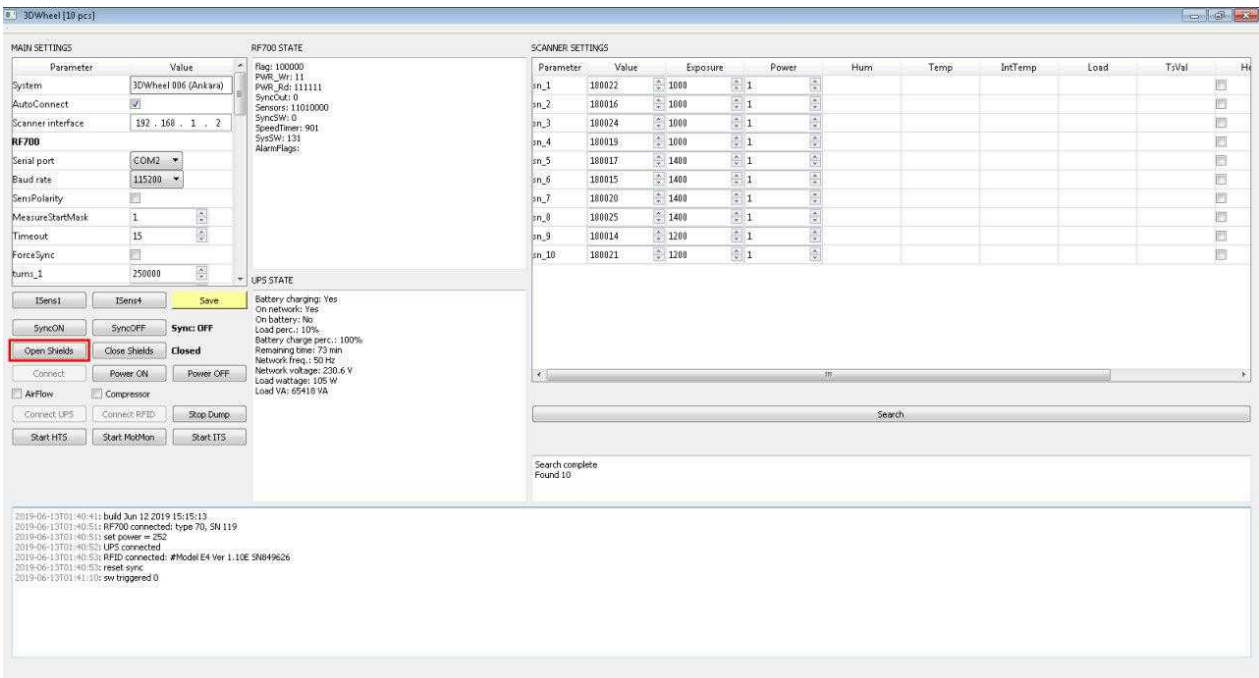 3DWheel [10 pcs]
MAIN SETTINGS
Parameter Value
System 3DWheel 006 (Ankara)
AutoConnect
Scanner interface 192 . 168 . 1 . 2
RF700
Serial port COM2
Baud rate 115200
SensPolarity
MeasureStartMask 1
Timeout 15
ForceSync
turns_1 250000
ISens1 ISens4 Save
SyncON SyncOFF Sync: OFF
Open Shields Close Shields Closed
Connect Power ON Power OFF
AirFlow Compressor
Connect UPS Connect RFID Stop Dump
Start HTS Start MotMon Start ITS
RF700 STATE
Flag: 100000
PWR_Wr: 11
PWR_Rd: 111111
SyncOut: 0
Sensors: 11010000
SyncSW: 0
SpeedTimer: 901
SysSW: 131
AlarmFlags:
UPS STATE
Battery charging: Yes
On network: Yes
On battery: No
Load perc.: 10%
Battery charge perc.: 100%
Remaining time: 73 min
Network freq.: 50 Hz
Network voltage: 230.6 V
Load wattage: 105 W
Load VA: 65418 VA
SCANNER SETTINGS
Parameter Value Exposure Power Hum Temp IntTemp Load TsVal He
sn_1 180022 1000 1
sn_2 180016 1000 1
sn_3 180024 1000 1
sn_4 180019 1000 1
sn_5 180017 1400 1
sn_6 180015 1400 1
sn_7 180020 1400 1
sn_8 180025 1400 1
sn_9 180014 1200 1
sn_10 180021 1200 1
Search
Search complete
Found 10
2019-06-13T01:40:41: build Jun 12 2019 15:15:13
2019-06-13T01:40:51: RF700 connected: type 70, SN 119
2019-06-13T01:40:51: set power = 252
2019-06-13T01:40:52: UPS connected
2019-06-13T01:40:53: RFID connected: #Model E4 Ver 1.10E SN849626
2019-06-13T01:40:53: reset sync
2019-06-13T01:41:10: sw triggered 0